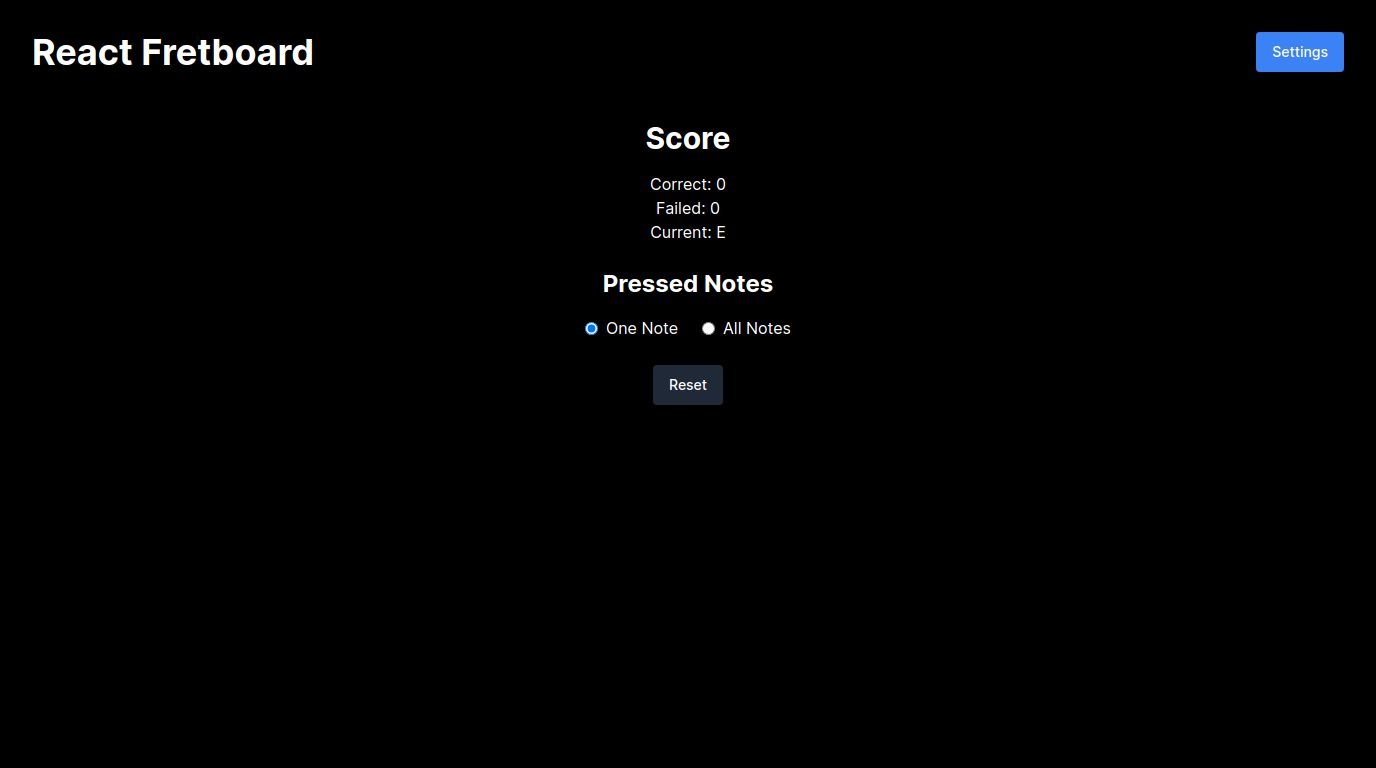 React Fretboard
Settings
Score
Correct: 0
Failed: 0
Current: E
Pressed Notes
One Note
All Notes
Reset